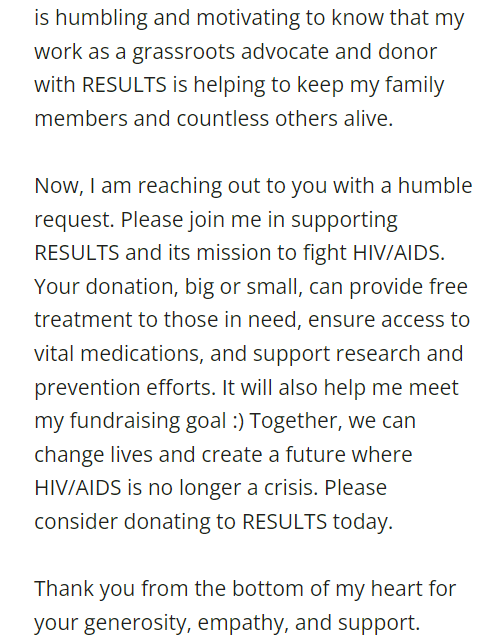 is humbling and motivating to know that my
work as a grassroots advocate and donor
with RESULTS is helping to keep my family
members and countless others alive.
Now, I am reaching out to you with a humble
request. Please join me in supporting
RESULTS and its mission to fight HIV/AIDS.
Your donation, big or small, can provide free
treatment to those in need, ensure access to
vital medications, and support research and
prevention efforts. It will also help me meet
my fundraising goal :) Together, we can
change lives and create a future where
HIV/AIDS is no longer a crisis. Please
consider donating to RESULTS today.
Thank you from the bottom of my heart for
your generosity, empathy, and support.